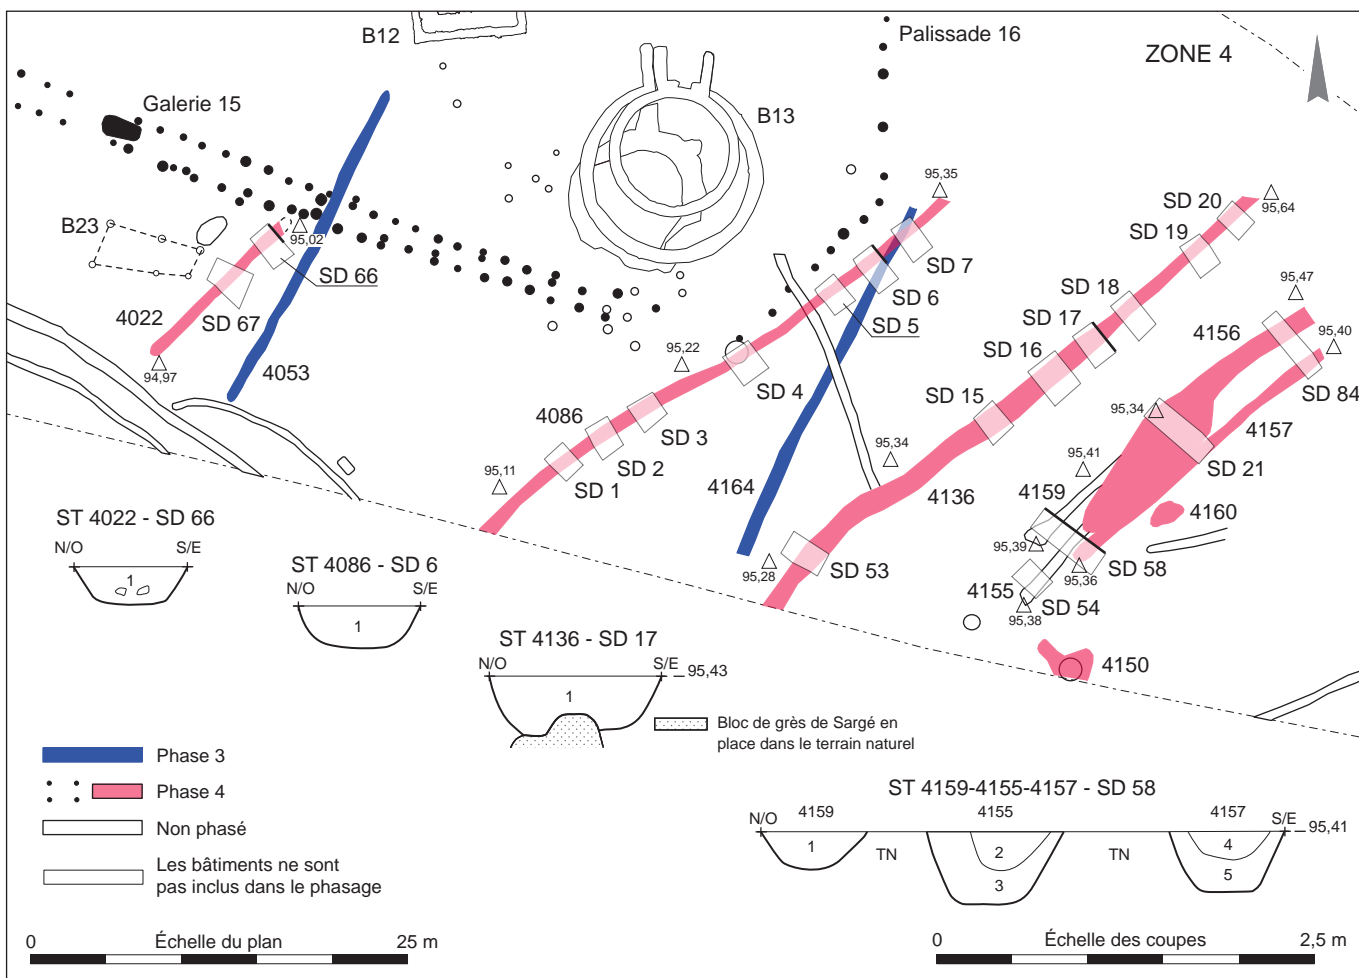 B12
Palissade 16
ZONE 4
Galerie 15
B13
95,35
SD 20
95,64
B23
95,02
SD 19
SD 66
SD 7
SD 18
95,47
SD 6
SD 67
SD 17
4156
4022
SD 5
95,40
95,22
SD 16
94,97
4053
SD 4
SD 84
SD 15
95,34
4157
4086
SD 3
95,34
SD 2
95,41
SD 21
95,11
SD 1
4164
4136
4159
4160
ST 4022 - SD 66
N/O
S/E
1
95,39
ST 4086 - SD 6
N/O
S/E
1
95,28
SD 53
95,36
SD 58
4155
SD 54
95,38
ST 4136 - SD 17
N/O
S/E
95,43
1
4150
Bloc de grès de Sargé en
place dans le terrain naturel
Phase 3
Phase 4
Non phasé
Les bâtiments ne sont
pas inclus dans le phasage
ST 4159-4155-4157 - SD 58
N/O
4159
4155
4157
S/E
95,41
1
TN
2
3
TN
4
5
0
Échelle du plan
25 m
0
Échelle des coupes
2,5 m